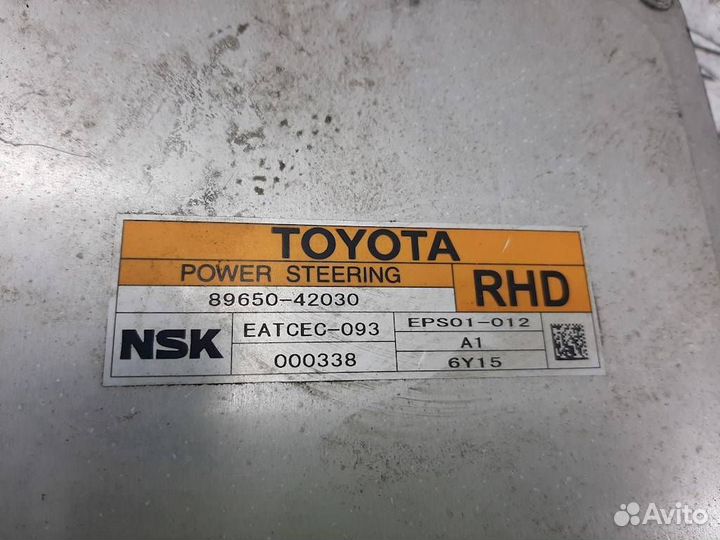 TOYOTA
POWER STEERING
89650-42030
RHD
NSK
EATCEC-093
000338
EPS01-012
A1
6Y15
Avito